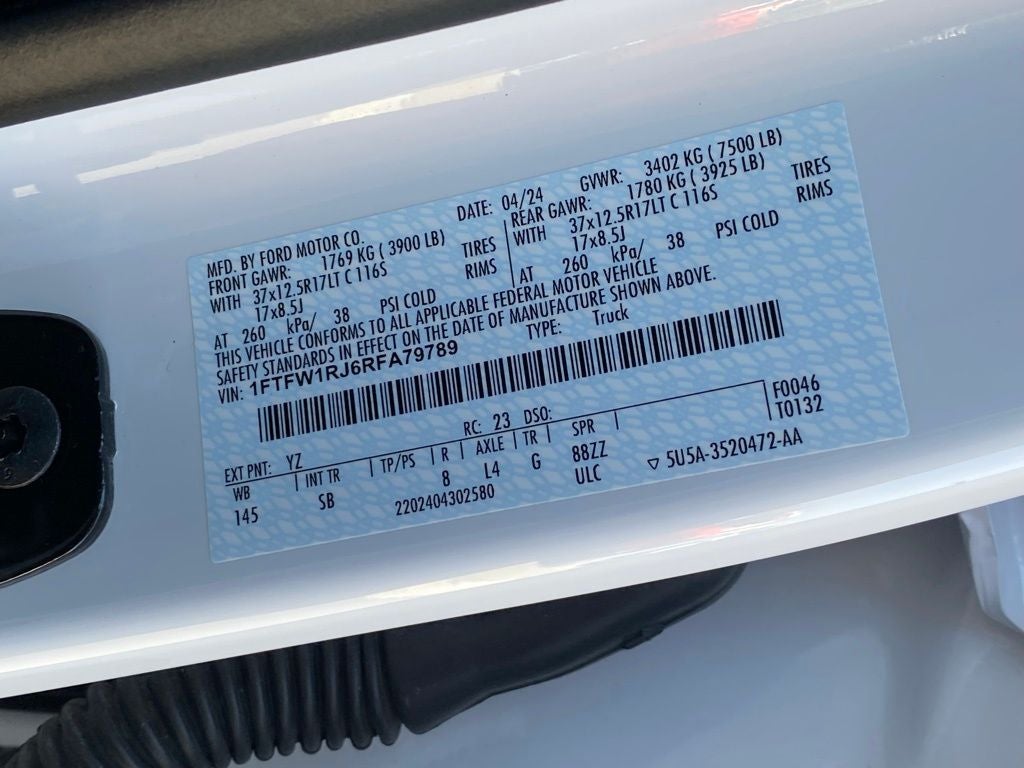 MFD. BY FORD MOTOR CO.
DATE: 04/24 GVWR: 3402 KG ( 7500 LB)
FRONT GAWR: 1769 KG ( 3900 LB) REAR GAWR: 1780 KG ( 3925 LB)
WITH 37x12.5R17LT C 116S TIRES WITH 37x12.5R17LT C 116S TIRES
17x8.5J RIMS 17x8.5J RIMS
AT 260 kPa/ 38 PSI COLD AT 260 kPa/ 38 PSI COLD
THIS VEHICLE CONFORMS TO ALL APPLICABLE FEDERAL MOTOR VEHICLE
SAFETY STANDARDS IN EFFECT ON THE DATE OF MANUFACTURE SHOWN ABOVE.
VIN: 1FTFW1RJ6RFA79789 TYPE: Truck
F0046
T0132
EXT PNT: YZ RC: 23 DSO:
WB INT TR TP/PS R AXLE TR SPR
145 SB 8 L4 G 88ZZ
2202404302580 ULC ▽ 5U5A-3520472-AA